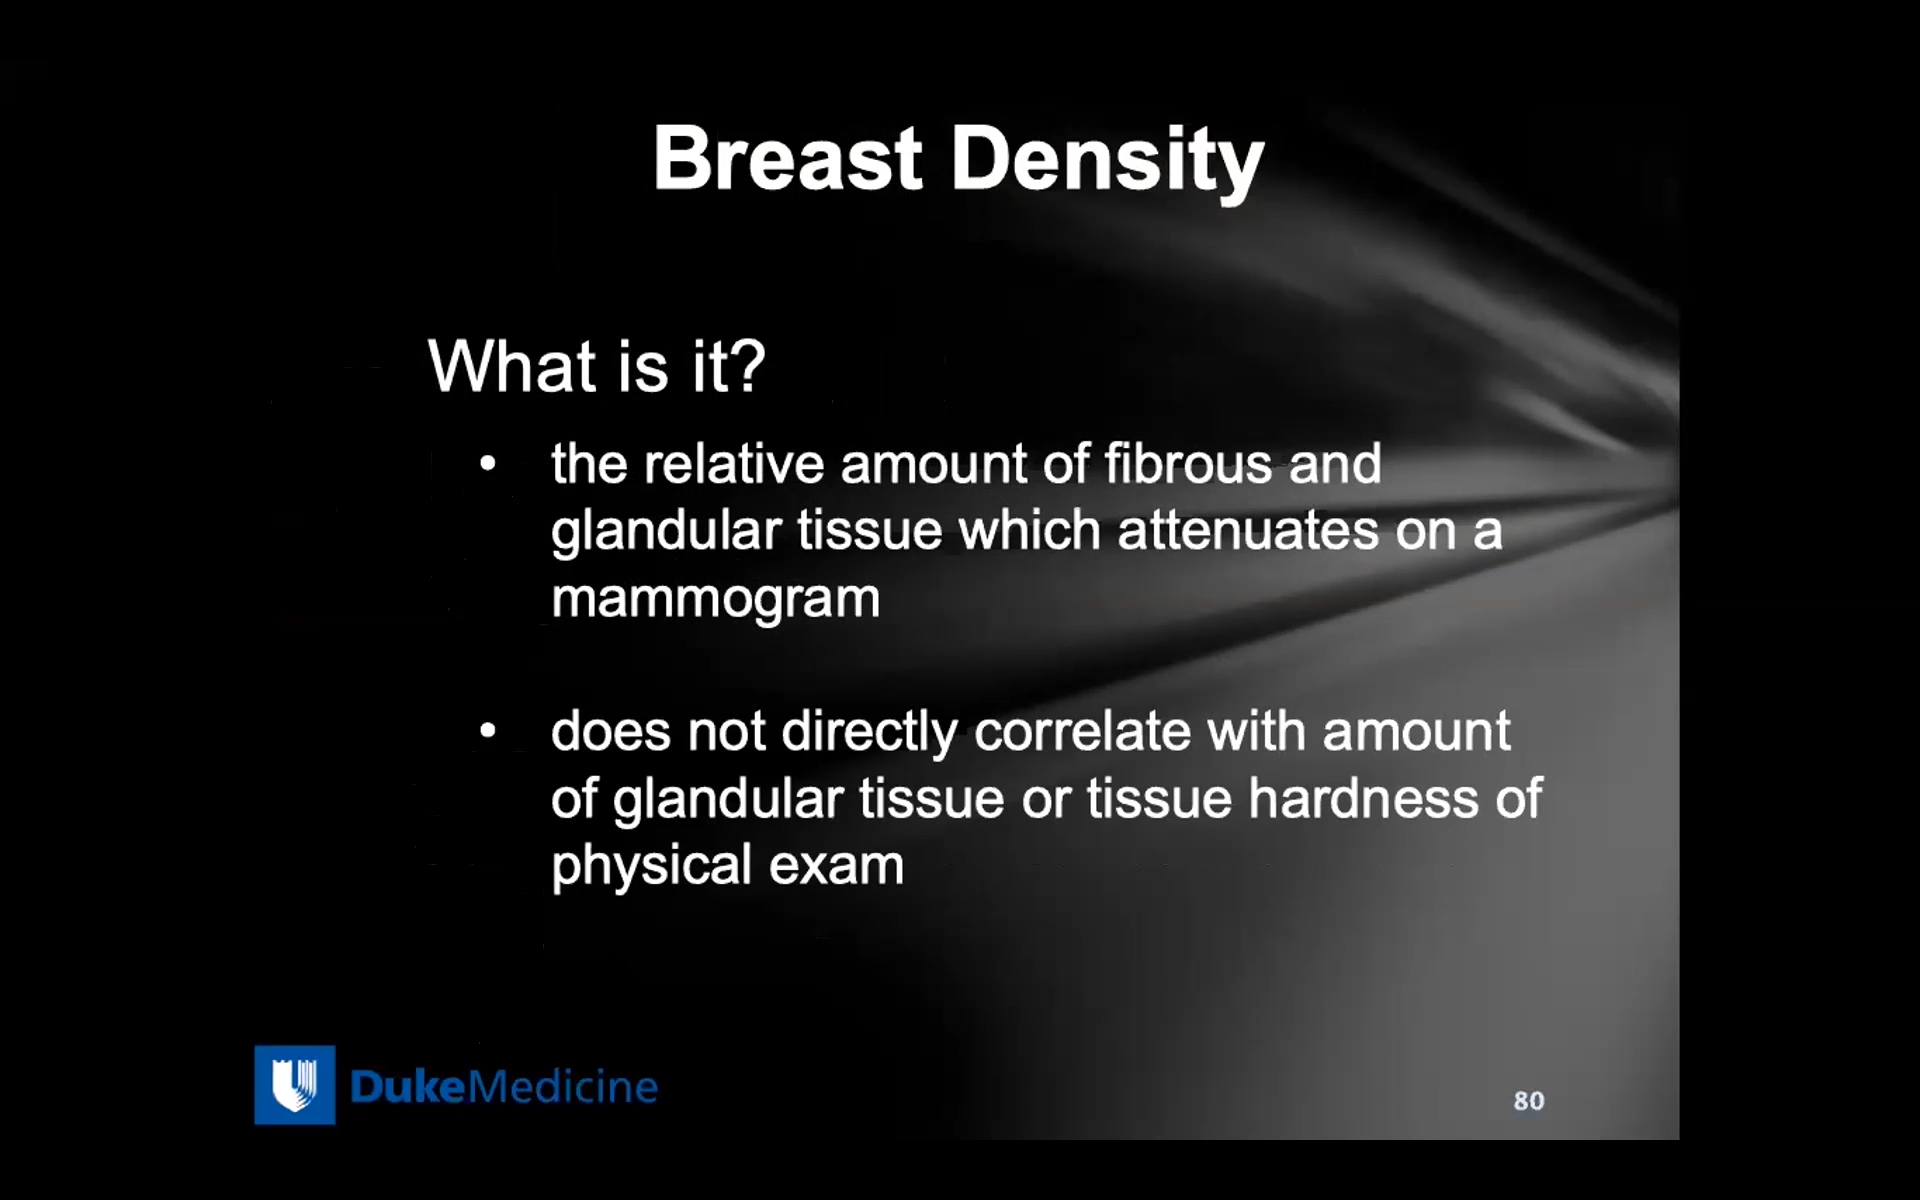 Breast Density
What is it?
• the relative amount of fibrous and
glandular tissue which attenuates on a
mammogram
• does not directly correlate with amount
of glandular tissue or tissue hardness of
physical exam
DukeMedicine
80